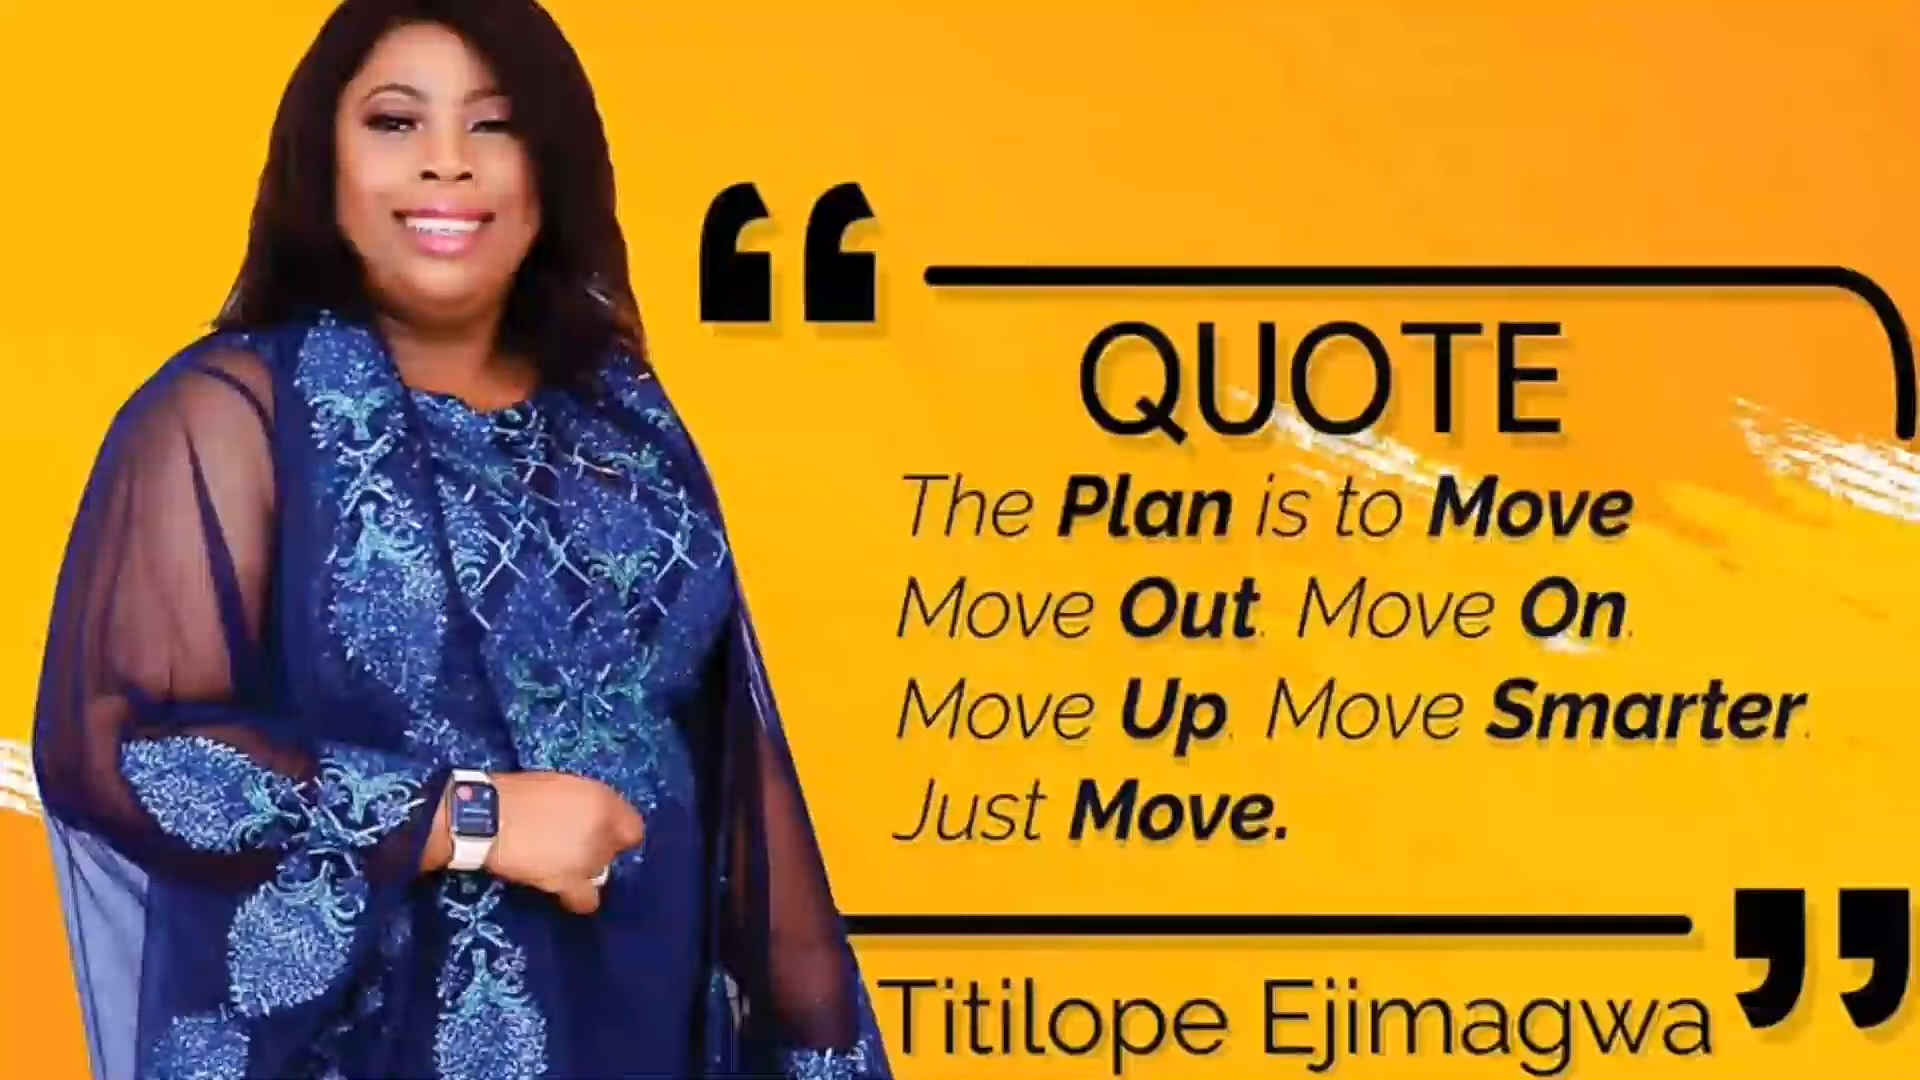 QUOTE
The Plan is to Move
Move Out. Move On.
Move Up. Move Smarter.
Just Move.
Titilope Ejimagwa